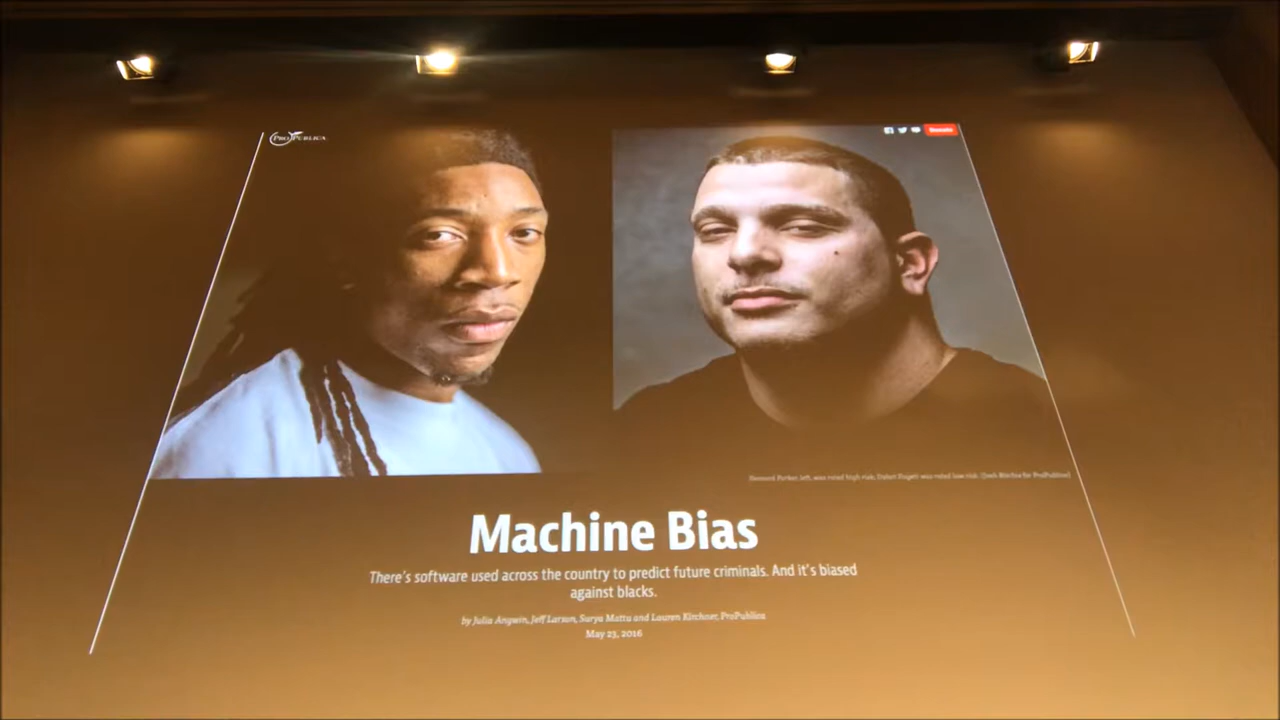 PROPUBLICA
Donate
Bernard Parker, left, was rated high risk; Dylan Fugett was rated low risk. (Josh Ritchie for ProPublica)
Machine Bias
There's software used across the country to predict future criminals. And it's biased
against blacks.
by Julia Angwin, Jeff Larson, Surya Mattu and Lauren Kirchner, ProPublica
May 23, 2016